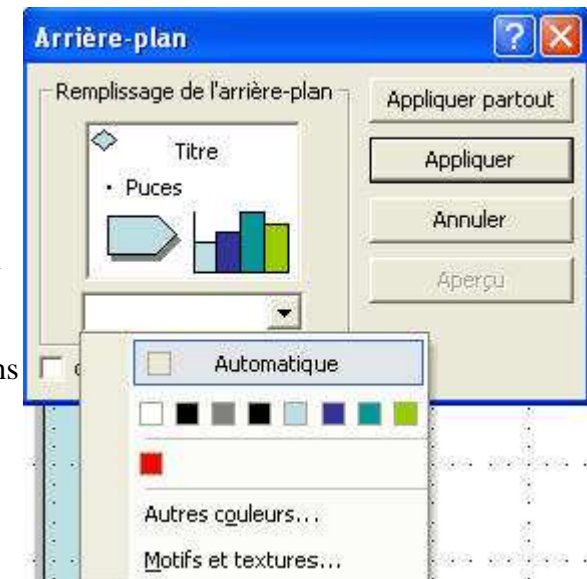 Arrière-plan
Remplissage de l'arrière-plan
Appliquer partout
Titre
Appliquer
• Puces
Annuler
Aperçu
ns
Automatique
Autres couleurs...
Motifs et textures...